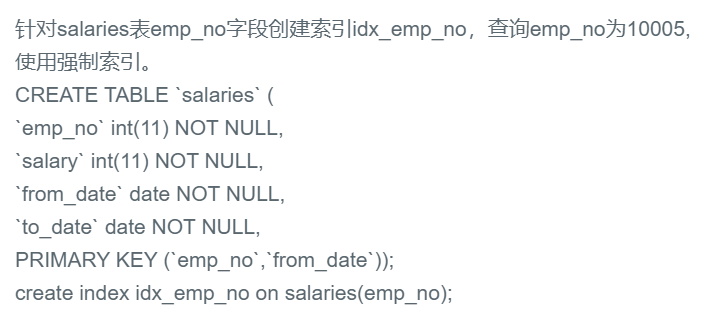 针对salaries表emp_no字段创建索引idx_emp_no，查询emp_no为10005,
使用强制索引。
CREATE TABLE `salaries` (
`emp_no` int(11) NOT NULL,
`salary` int(11) NOT NULL,
`from_date` date NOT NULL,
`to_date` date NOT NULL,
PRIMARY KEY (`emp_no`,`from_date`));
create index idx_emp_no on salaries(emp_no);